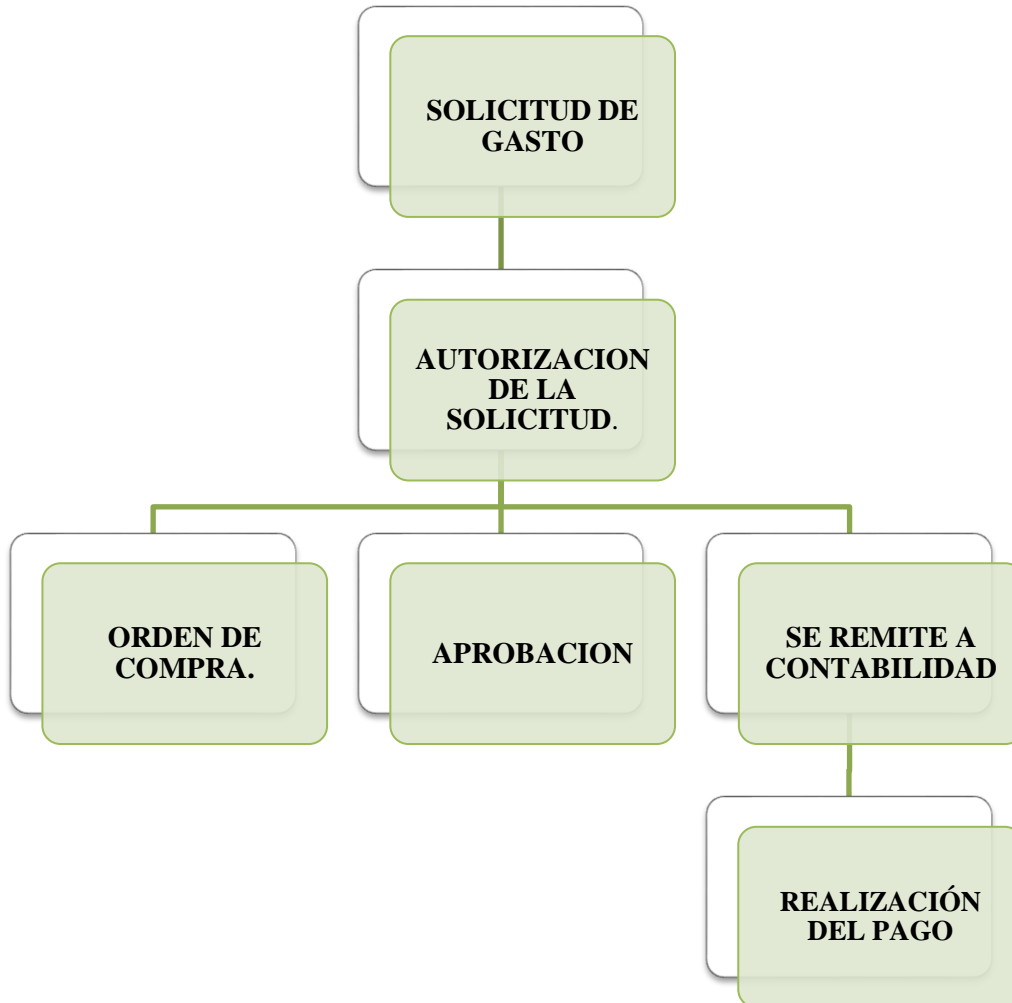 SOLICITUD DE
GASTO
AUTORIZACION
DE LA
SOLICITUD.
ORDEN DE
COMPRA.
APROBACION
SE REMITE A
CONTABILIDAD
REALIZACIÓN
DEL PAGO